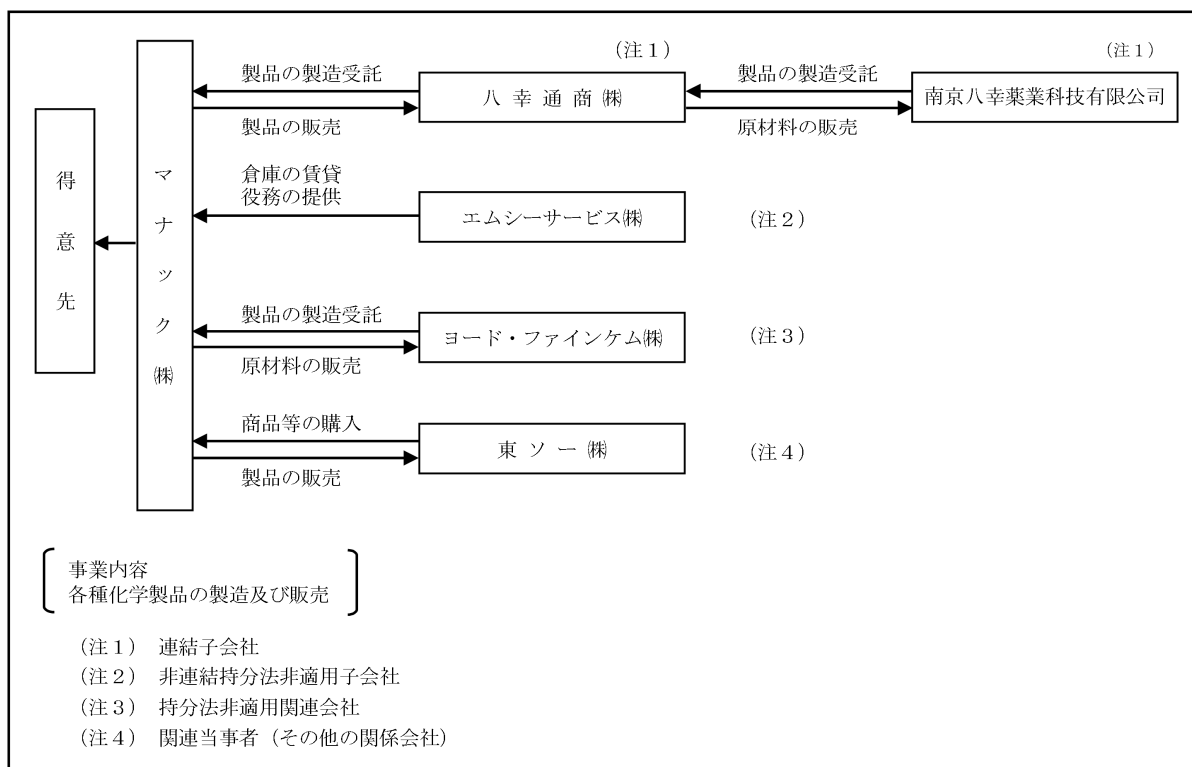 （注１）
（注１）
製品の製造受託
製品の製造受託
八 幸 通 商 ㈱
南京八幸薬業科技有限公司
製品の販売
原材料の販売
得意先
マナック㈱
倉庫の賃貸
役務の提供
エムシーサービス㈱
（注２）
製品の製造受託
ヨード・ファインケム㈱
（注３）
原材料の販売
商品等の購入
東 ソ ー ㈱
（注４）
製品の販売
事業内容
各種化学製品の製造及び販売
（注１） 連結子会社
（注２） 非連結持分法非適用子会社
（注３） 持分法非適用関連会社
（注４） 関連当事者（その他の関係会社）